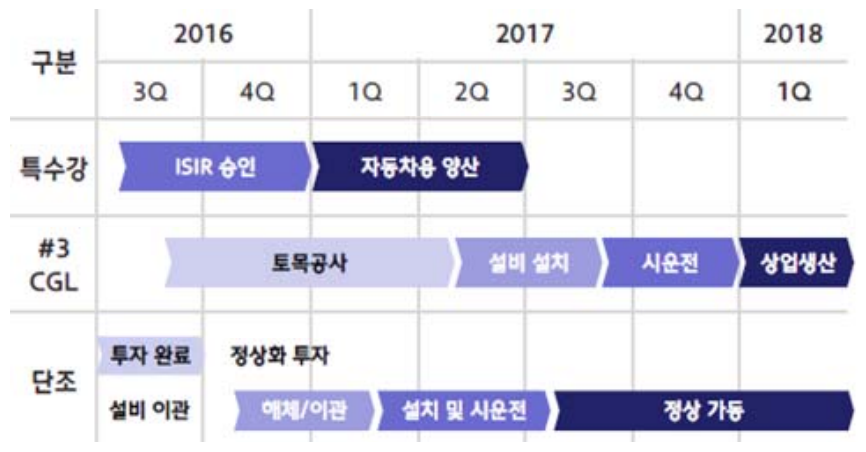 구분 2016 2017 2018
3Q 4Q 1Q 2Q 3Q 4Q 1Q
특수강 ISIR 승인 자동차용 양산
#3 CGL 토목공사 설비 설치 시운전 상업생산
단조 투자 완료 정상화 투자
설비 이관 해체/이관 설치 및 시운전 정상 가동